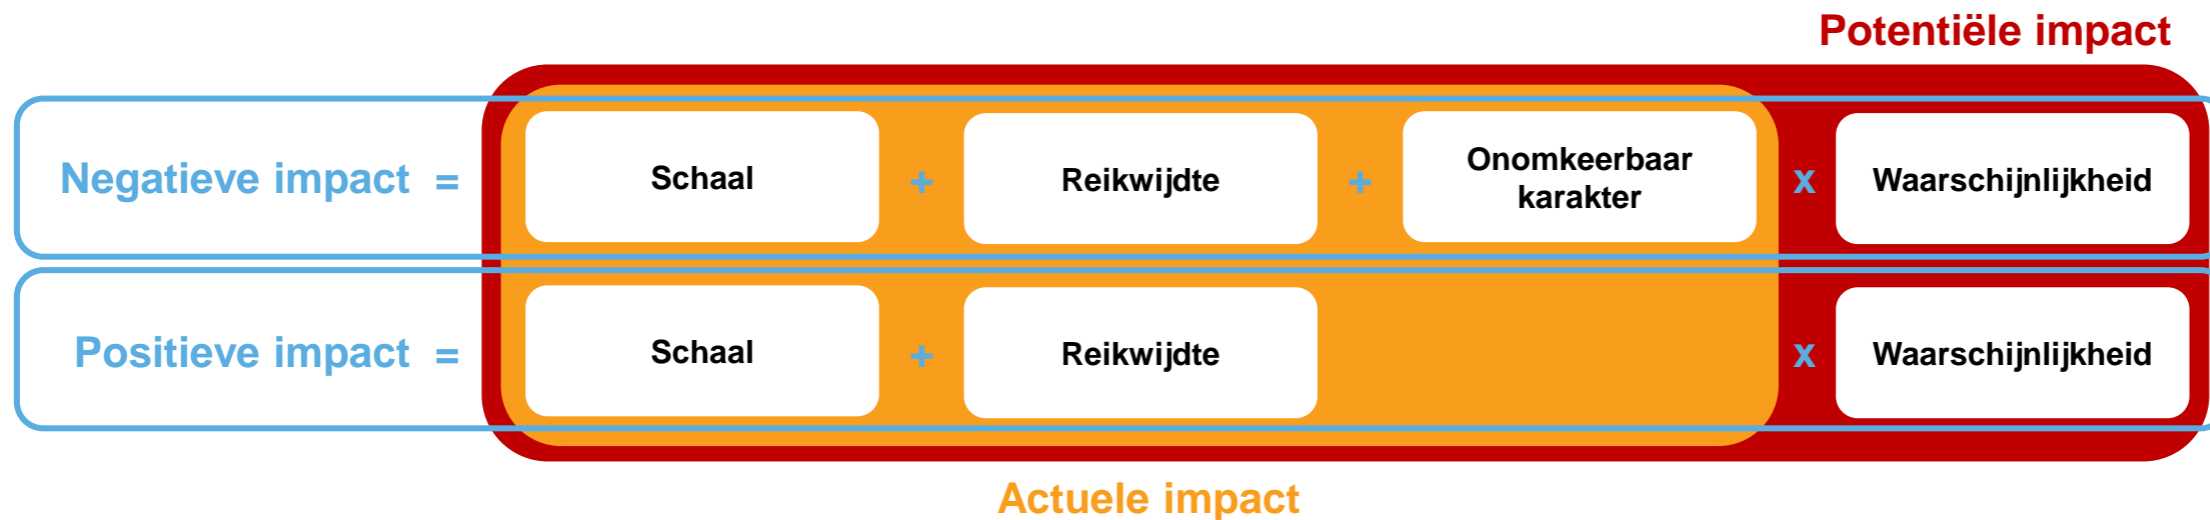 Potentiële impact
Negatieve impact = Schaal + Reikwijdte + Onomkeerbaar karakter x Waarschijnlijkheid
Positieve impact = Schaal + Reikwijdte x Waarschijnlijkheid
Actuele impact